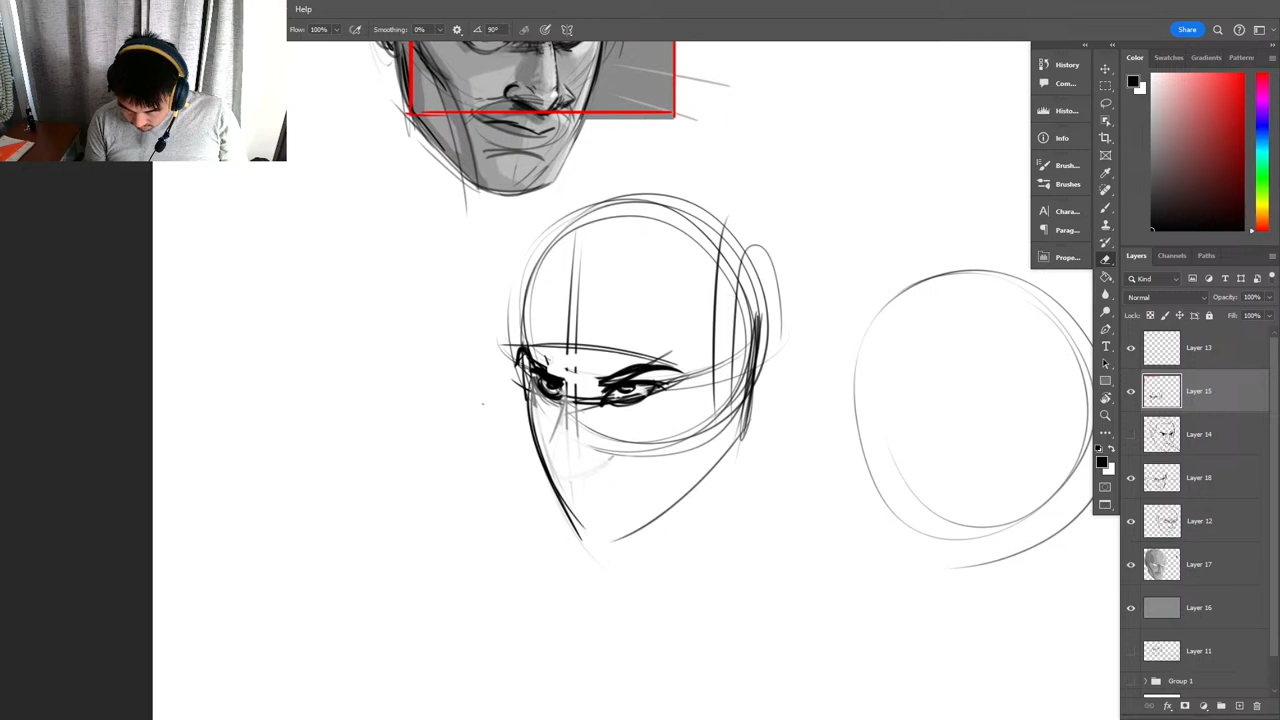 Help
Flow: 100% Smoothing: 0% 90° Share
History
Com...
Histo...
Info
Brush...
Brushes
Chara...
Parag...
Prope...
Color Swatches Gradients Pattern
Layers Channels Paths
Kind
Normal Opacity: 100%
Lock: Fill: 100%
Layer 13
Layer 15
Layer 14
Layer 18
Layer 12
Layer 17
Layer 16
Layer 11
Group 1